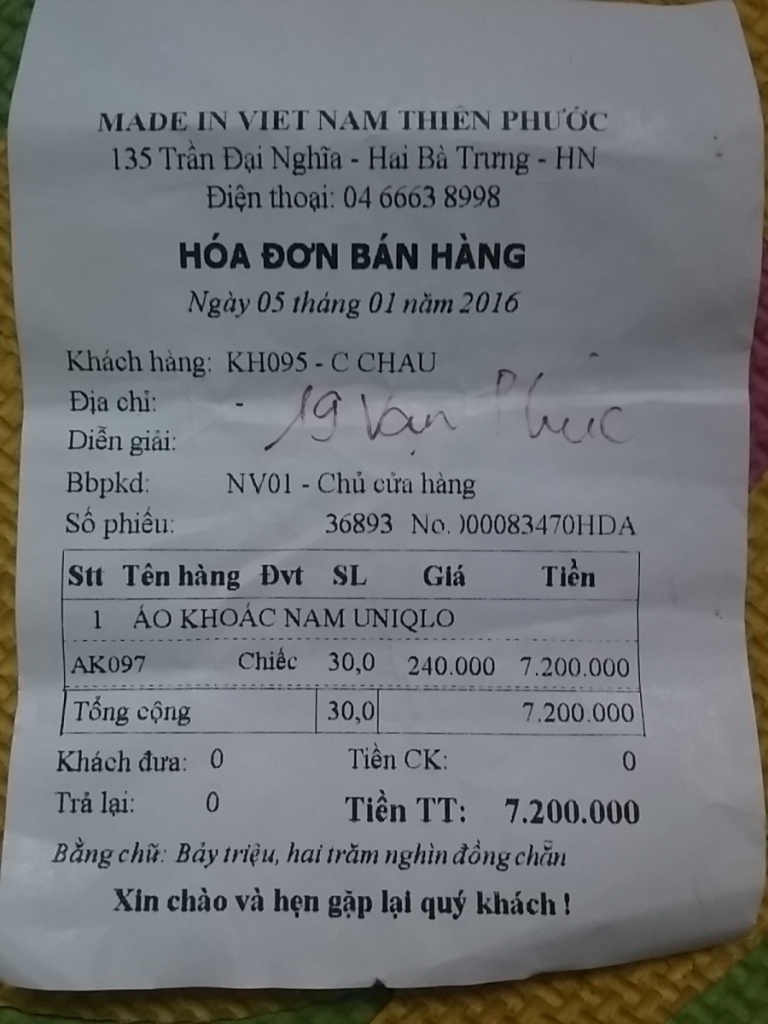 MADE IN VIET NAM THIÊN PHƯỚC
135 Trần Đại Nghĩa - Hai Bà Trưng - HN
Điện thoại: 04 6663 8998
HÓA ĐƠN BÁN HÀNG
Ngày 05 tháng 01 năm 2016
Khách hàng: KH095 - C CHAU
Địa chỉ: - 19 Vạn Phúc
Diễn giải:
Bbpkd: NV01 - Chủ cửa hàng
Số phiếu: 36893 No. )00083470HDA
Stt Tên hàng Đvt SL Giá Tiền
1 ÁO KHOÁC NAM UNIQLO
AK097 Chiếc 30,0 240.000 7.200.000
Tổng cộng 30,0 7.200.000
Khách đưa: 0 Tiền CK: 0
Trả lại: 0 Tiền TT: 7.200.000
Bằng chữ: Bảy triệu, hai trăm nghìn đồng chẵn
Xin chào và hẹn gặp lại quý khách !